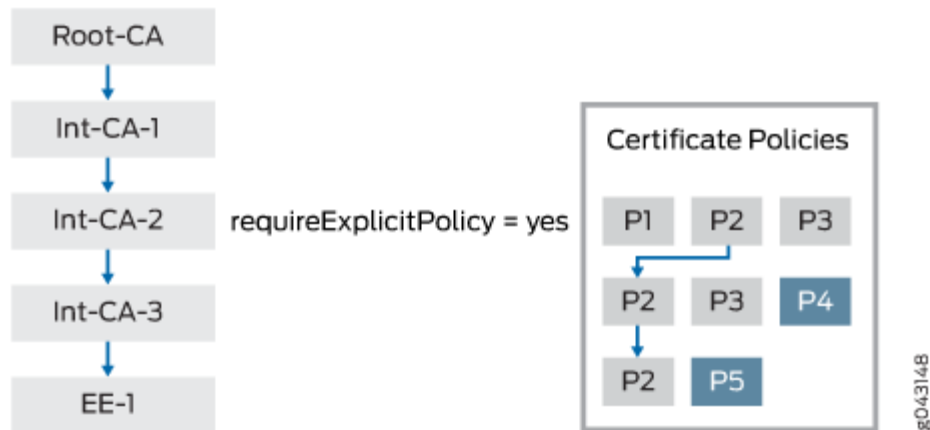 Root-CA
Int-CA-1
Int-CA-2
Int-CA-3
EE-1
requireExplicitPolicy = yes
Certificate Policies
P1 P2 P3
P2 P3 P4
P2 P5
g043148